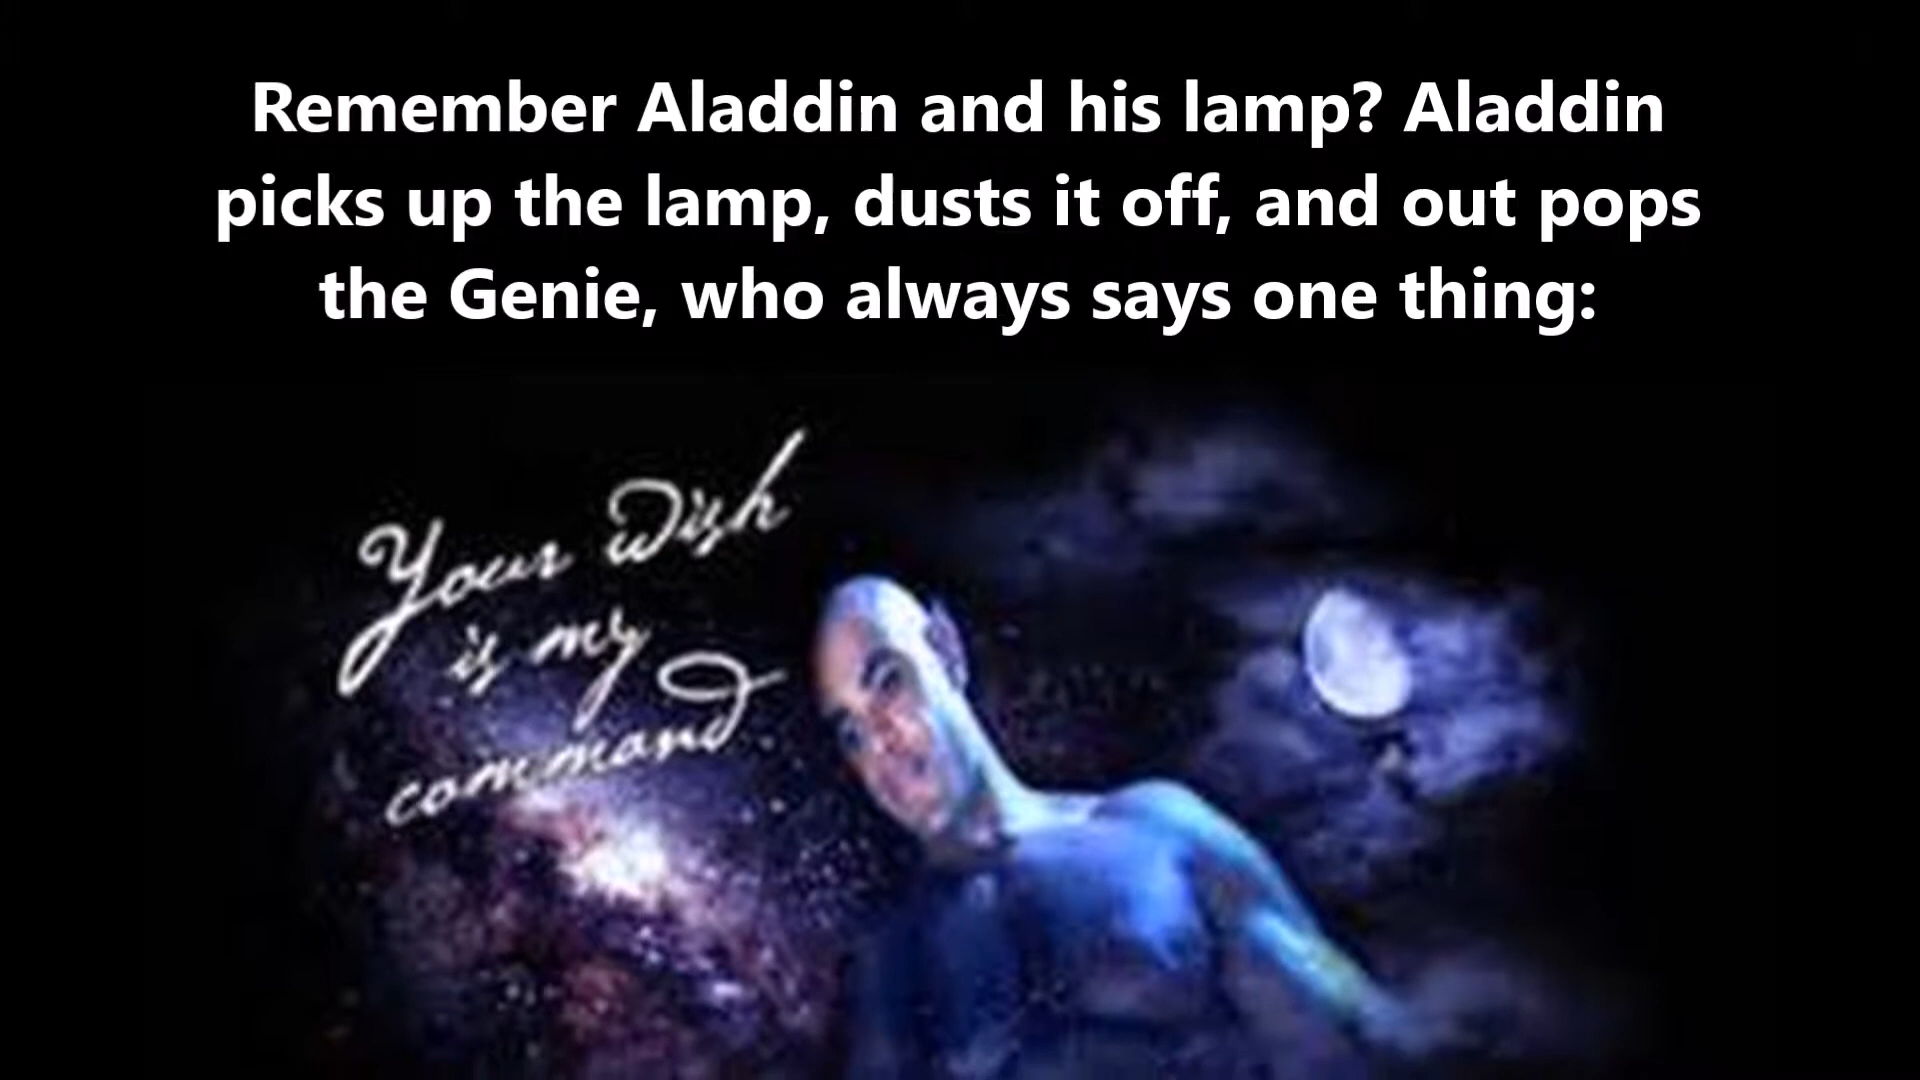 Remember Aladdin and his lamp? Aladdin
picks up the lamp, dusts it off, and out pops
the Genie, who always says one thing:
Your wish
is my
command